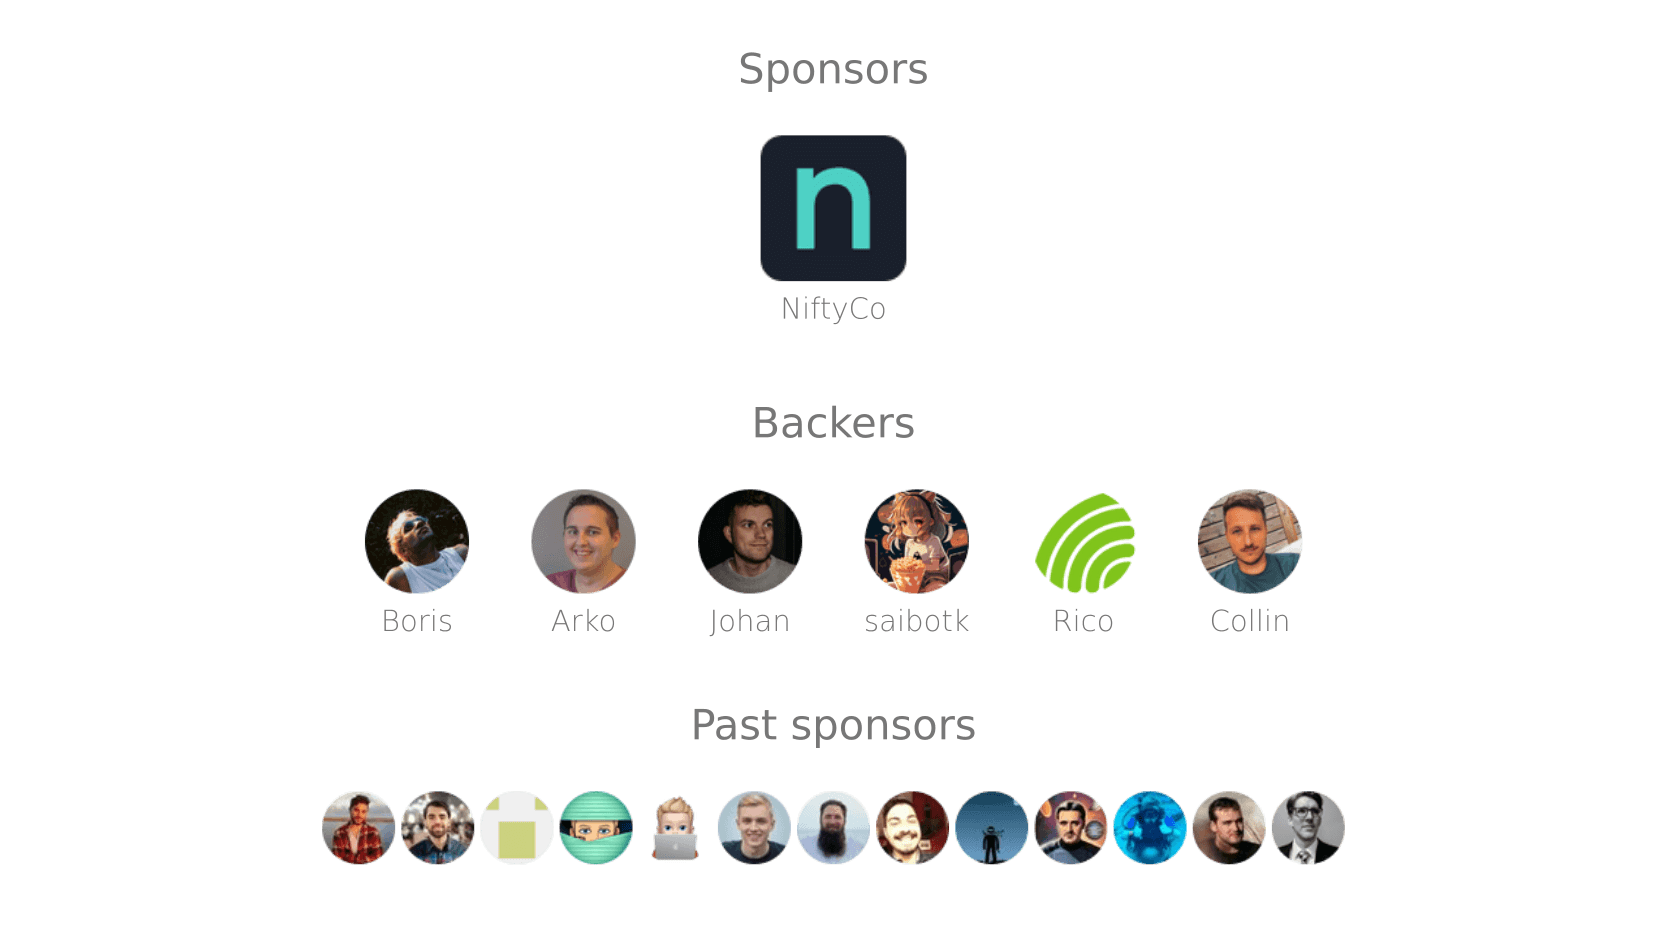 Sponsors
n
NiftyCo
Backers
Boris Arko Johan saibotk Rico Collin
Past sponsors